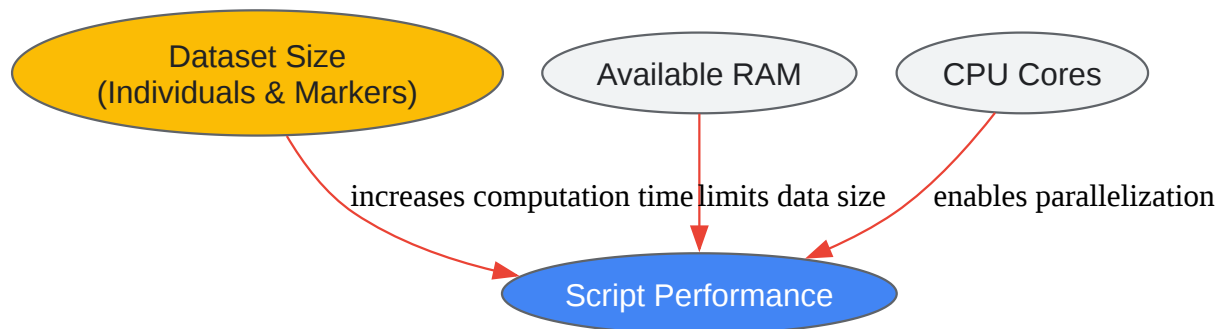 Dataset Size
(Individuals & Markers)
Available RAM
CPU Cores
increases computation time
limits data size
enables parallelization
Script Performance